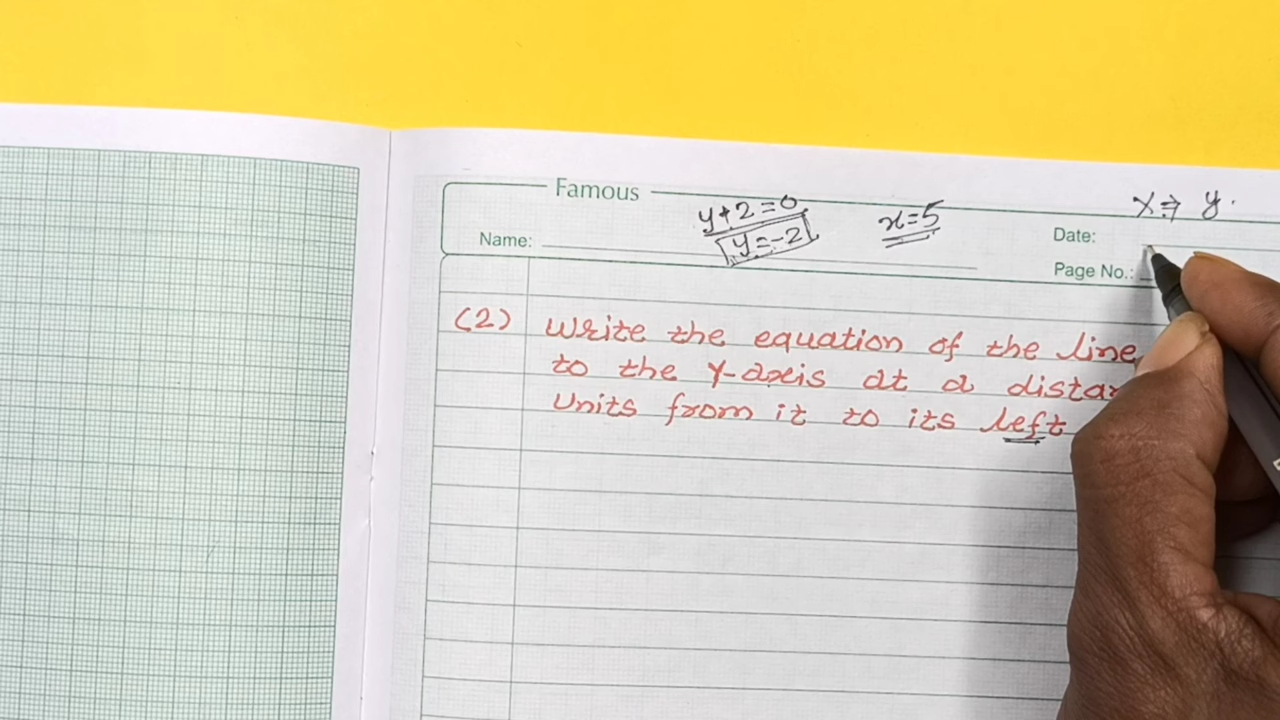 Famous
y+2=0
y=-2
x=5
x⇒ y.
Name:
Date:
Page No.:
(2) Write the equation of the line
to the Y-axis at a
units from it to its left